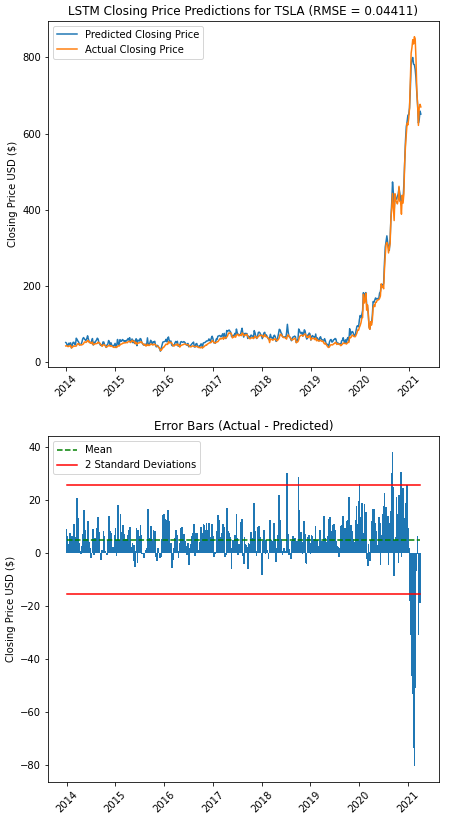 LSTM Closing Price Predictions for TSLA (RMSE = 0.04411)
Predicted Closing Price
Actual Closing Price
Closing Price USD ($)
800
600
400
200
0
2014 2015 2016 2017 2018 2019 2020 2021
Error Bars (Actual - Predicted)
Mean
2 Standard Deviations
Closing Price USD ($)
40
20
0
−20
−40
−60
−80
2014 2015 2016 2017 2018 2019 2020 2021